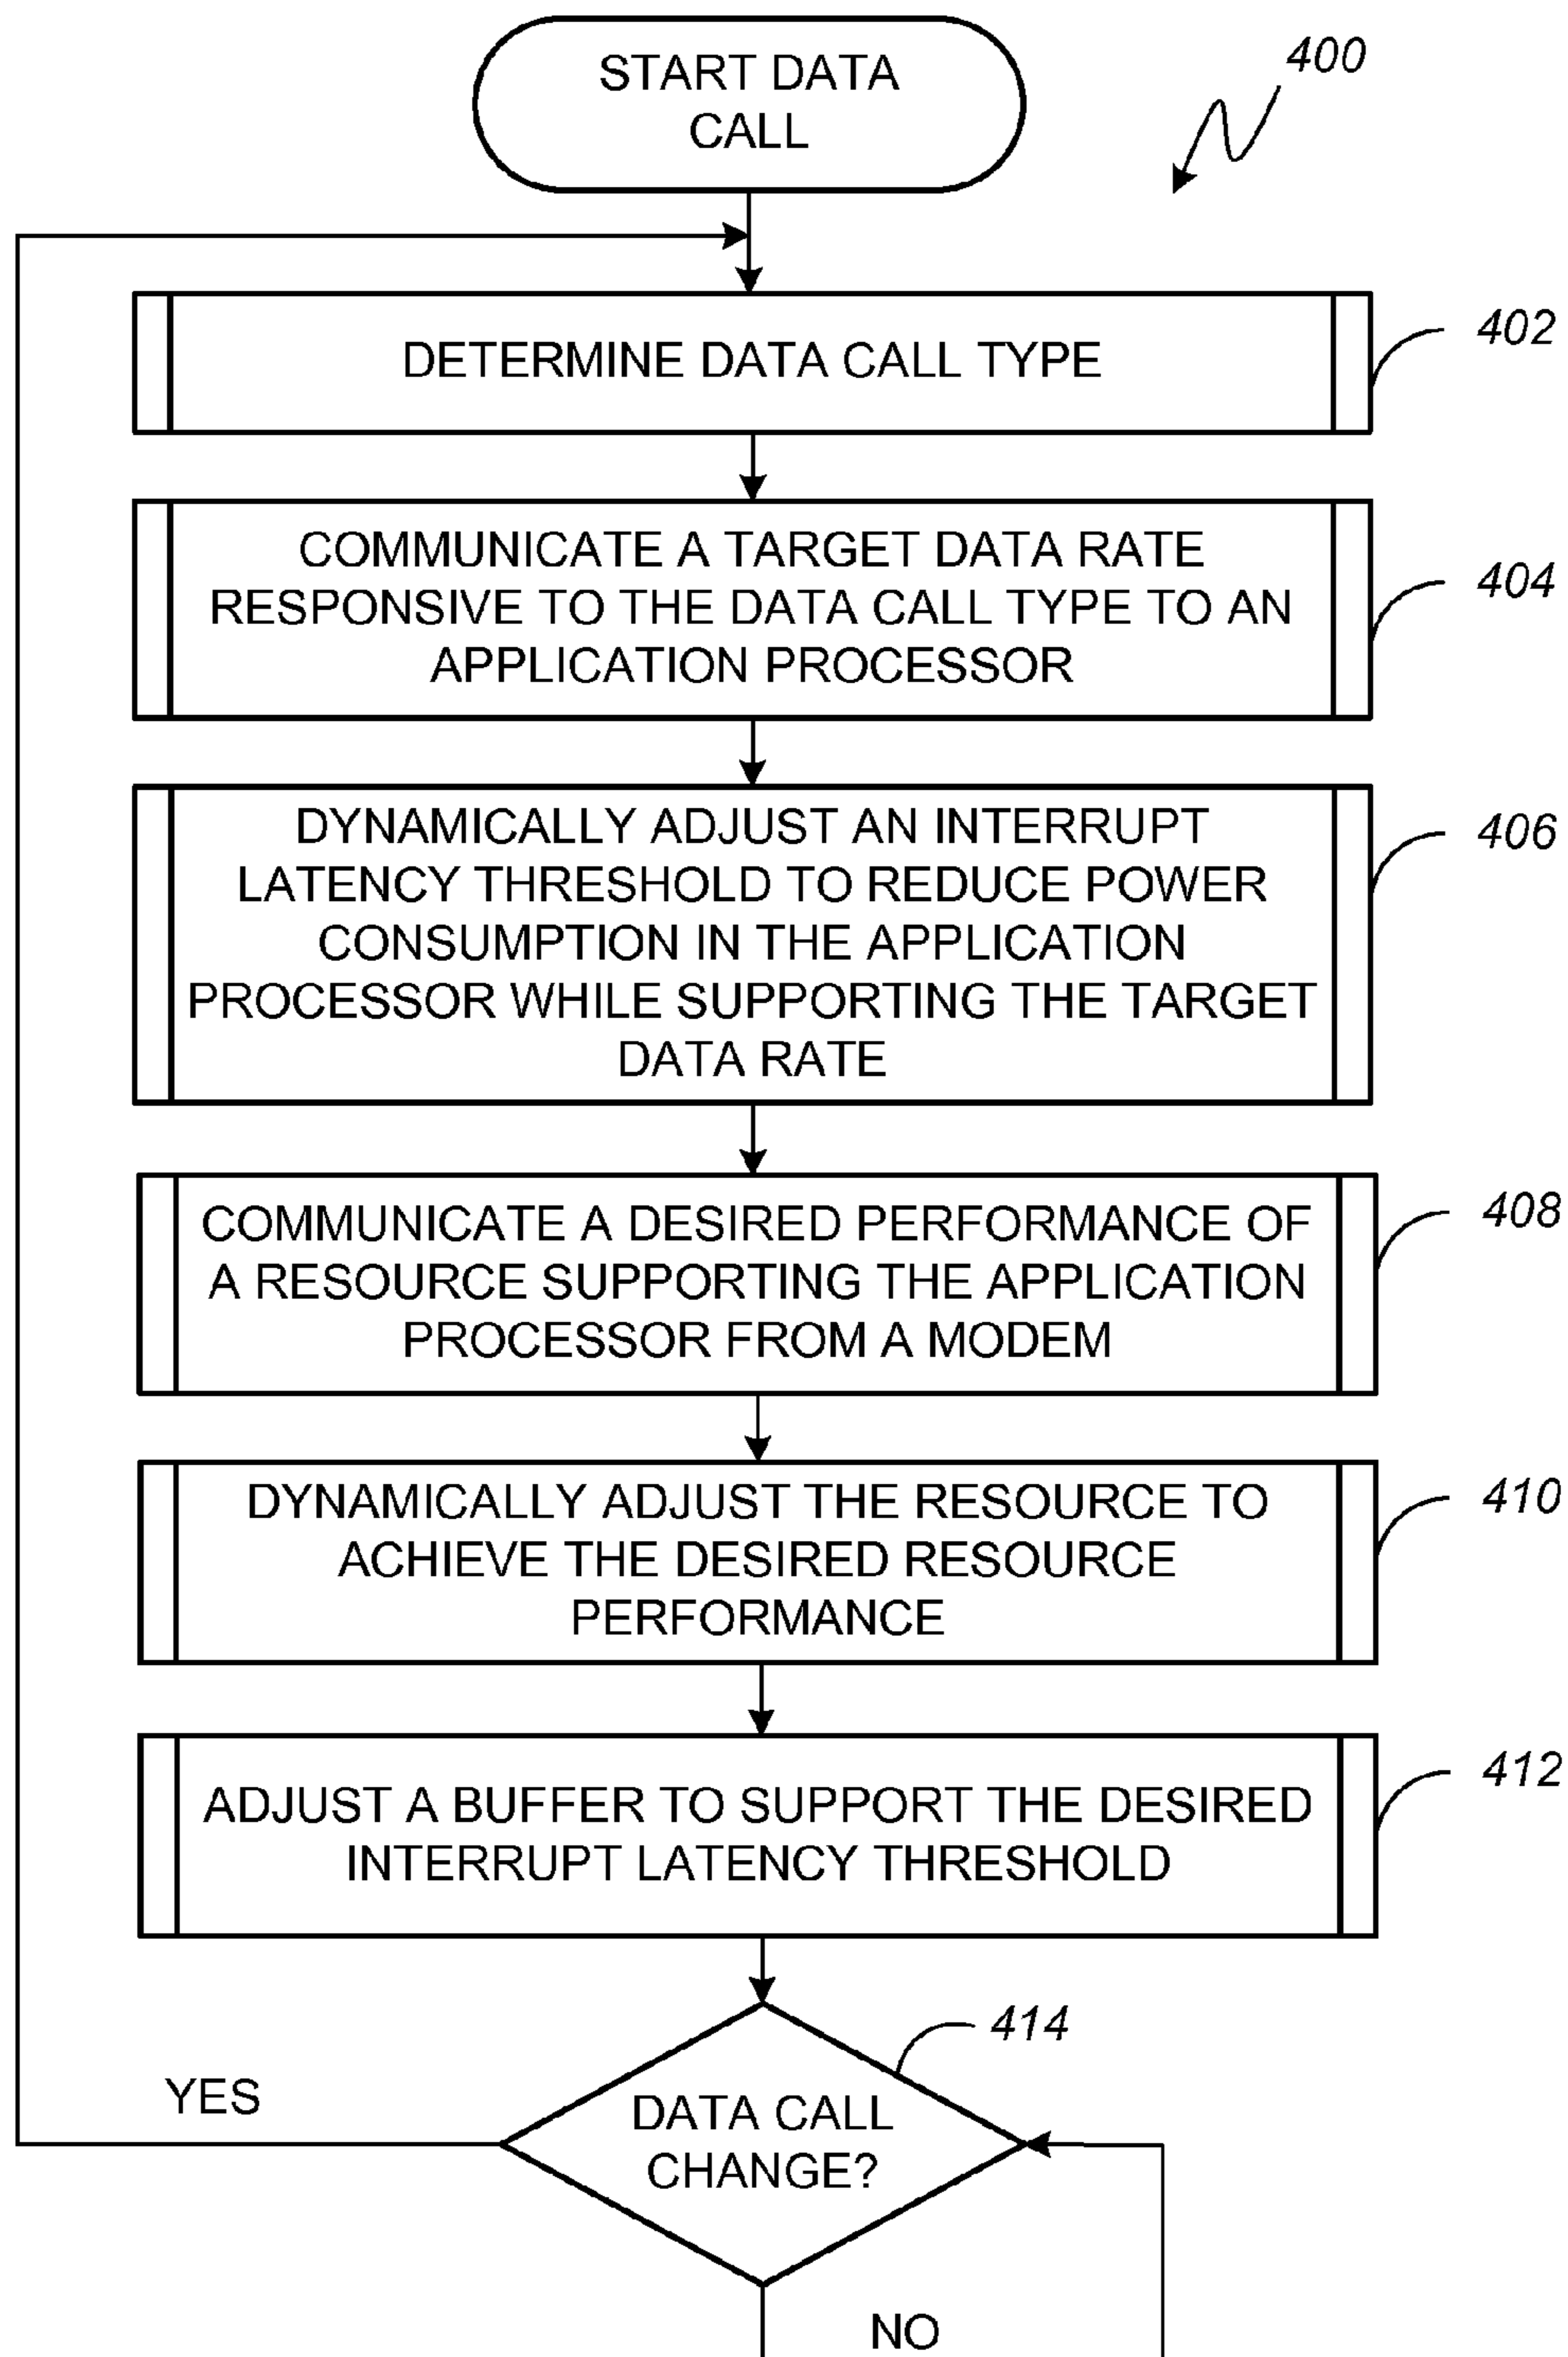 START DATA
CALL
400
DETERMINE DATA CALL TYPE
402
COMMUNICATE A TARGET DATA RATE
RESPONSIVE TO THE DATA CALL TYPE TO AN
APPLICATION PROCESSOR
404
DYNAMICALLY ADJUST AN INTERRUPT
LATENCY THRESHOLD TO REDUCE POWER
CONSUMPTION IN THE APPLICATION
PROCESSOR WHILE SUPPORTING THE TARGET
DATA RATE
406
COMMUNICATE A DESIRED PERFORMANCE OF
A RESOURCE SUPPORTING THE APPLICATION
PROCESSOR FROM A MODEM
408
DYNAMICALLY ADJUST THE RESOURCE TO
ACHIEVE THE DESIRED RESOURCE
PERFORMANCE
410
ADJUST A BUFFER TO SUPPORT THE DESIRED
INTERRUPT LATENCY THRESHOLD
412
414
YES
DATA CALL
CHANGE?
NO